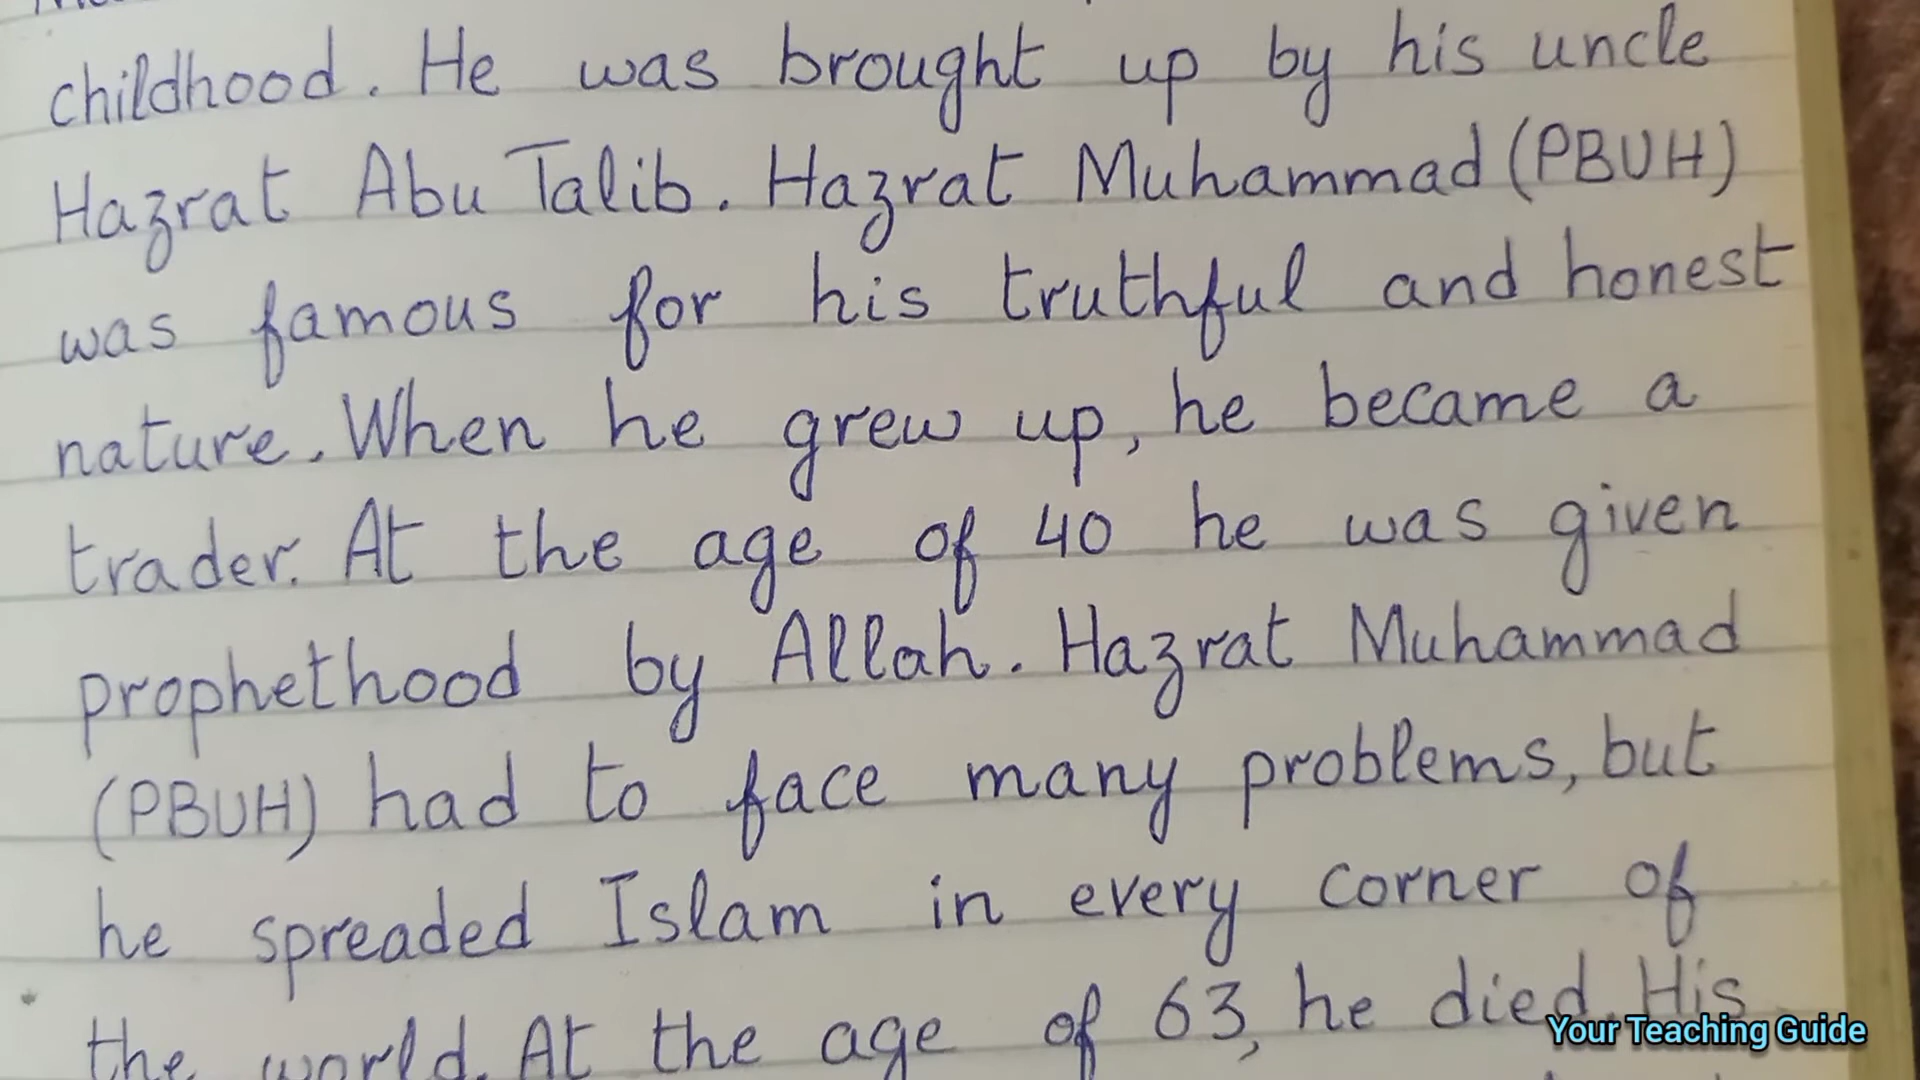 childhood. He was brought up by his uncle
Hazrat Abu Talib. Hazrat Muhammad (PBUH)
was famous for his truthful and honest
nature. When he grew up, he became a
trader. At the age of 40 he was given
prophethood by Allah. Hazrat Muhammad
(PBUH) had to face many problems, but
he spreaded Islam in every corner of
the world. At the age of 63, he died. His
Your Teaching Guide